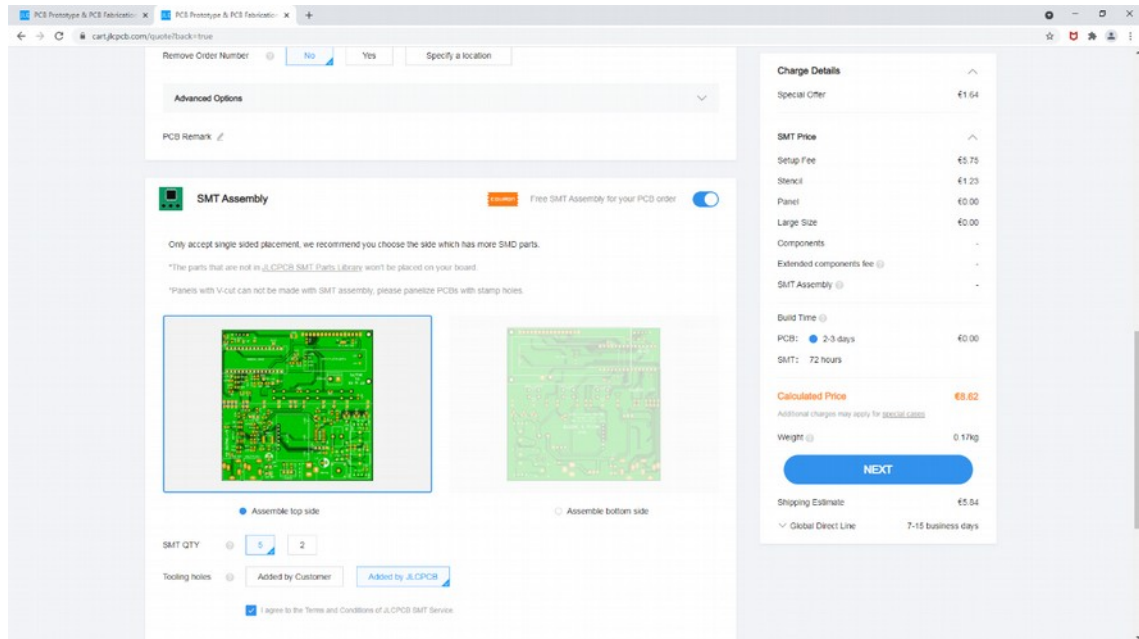 PCB Prototype & PCB Fabrication
PCB Prototype & PCB Fabrication
cart.jlcpcb.com/quote?back=true
Remove Order Number No Yes Specify a location
Advanced Options
PCB Remark
SMT Assembly Free SMT Assembly for your PCB order
Only accept single sided placement, we recommend you choose the side which has more SMD parts.
*The parts that are not in JLCPCB SMT Parts Library won't be placed on your board.
*Panels with V-cut can not be made with SMT assembly, please panelize PCBs with stamp holes.
Assemble top side
Assemble bottom side
SMT QTY 5 2
Tooling holes Added by Customer Added by JLCPCB
I agree to the Terms and Conditions of JLCPCB SMT Service.
Charge Details
Special Offer €1.64
SMT Price
Setup Fee €5.75
Stencil €1.23
Panel €0.00
Large Size €0.00
Components -
Extended components fee -
SMT Assembly -
Build Time
PCB: 2-3 days €0.00
SMT: 72 hours
Calculated Price €8.62
Additional charges may apply for special cases
Weight 0.17kg
NEXT
Shipping Estimate €5.84
Global Direct Line 7-15 business days